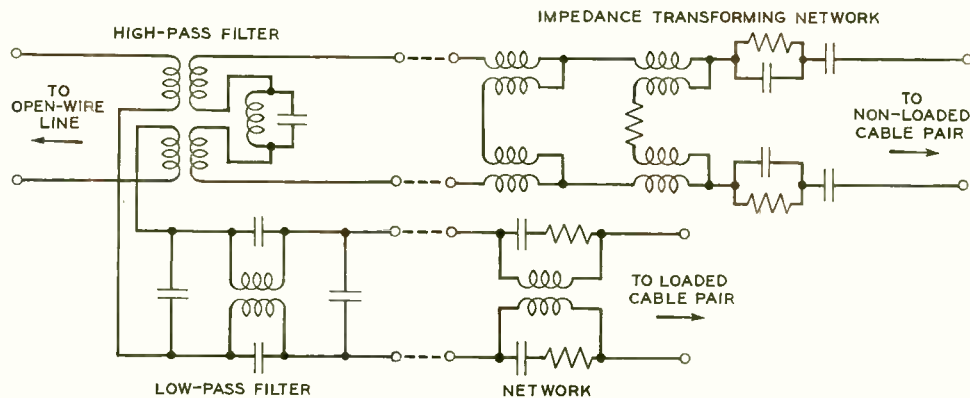 IMPEDANCE TRANSFORMING NETWORK
HIGH-PASS FILTER
TO
OPEN-WIRE
LINE
TO
NON-LOADED
CABLE PAIR
TO LOADED
CABLE PAIR
LOW-PASS FILTER
NETWORK